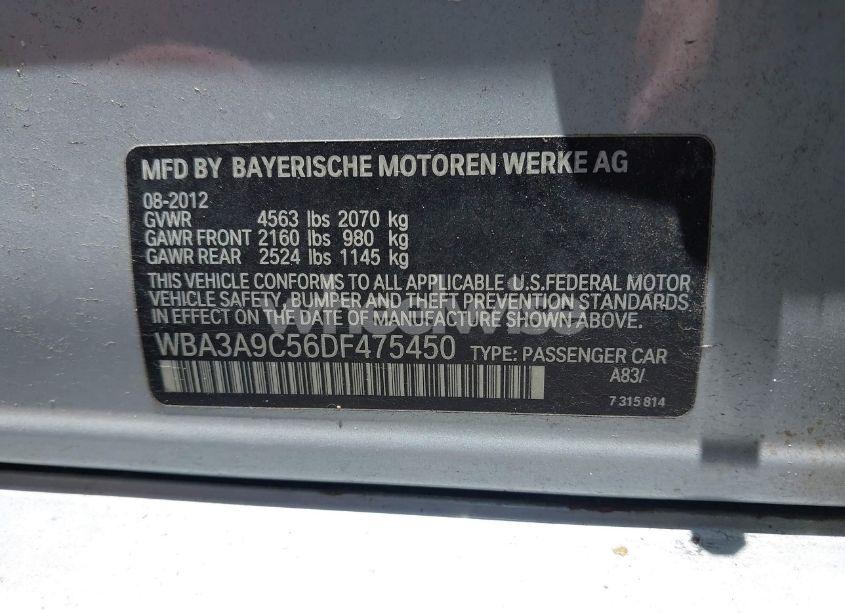 MFD BY BAYERISCHE MOTOREN WERKE AG
08-2012
GVWR 4563 lbs 2070 kg
GAWR FRONT 2160 lbs 980 kg
GAWR REAR 2524 lbs 1145 kg
THIS VEHICLE CONFORMS TO ALL APPLICABLE U.S.FEDERAL MOTOR
VEHICLE SAFETY, BUMPER AND THEFT PREVENTION STANDARDS
IN EFFECT ON THE DATE OF MANUFACTURE SHOWN ABOVE.
WBA3A9C56DF475450 TYPE: PASSENGER CAR
A83/
7 315 814